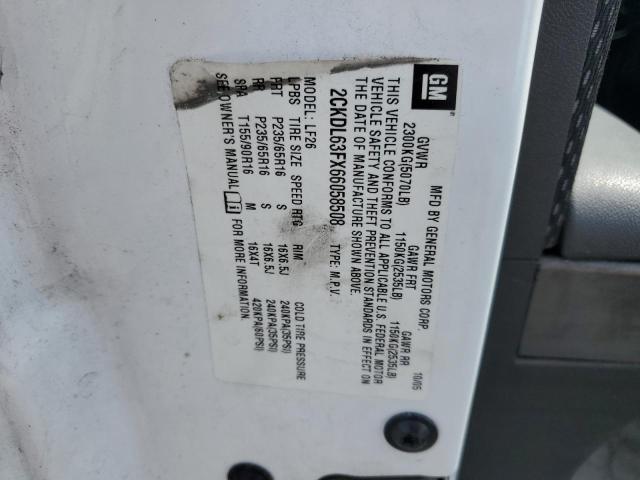 GM
MFD BY GENERAL MOTORS CORP. 10/05
GVWR GAWR FRT GAWR RR
2300KG(5070LB) 1150KG(2535LB) 1150KG(2535LB)
THIS VEHICLE CONFORMS TO ALL APPLICABLE U.S. FEDERAL MOTOR
VEHICLE SAFETY AND THEFT PREVENTION STANDARDS IN EFFECT ON
THE DATE OF MANUFACTURE SHOWN ABOVE.
2CKDL63FX66058508 TYPE: M.P.V.
MODEL: LF26
LPBS TIRE SIZE SPEED RTG RIM COLD TIRE PRESSURE
FRT P235/65R16 S 16X6.5J 240KPA(35PSI)
RR P235/65R16 S 16X6.5J 240KPA(35PSI)
SPA T155/90R16 M 16X4T 420KPA(60PSI)
SEE OWNER'S MANUAL FOR MORE INFORMATION.